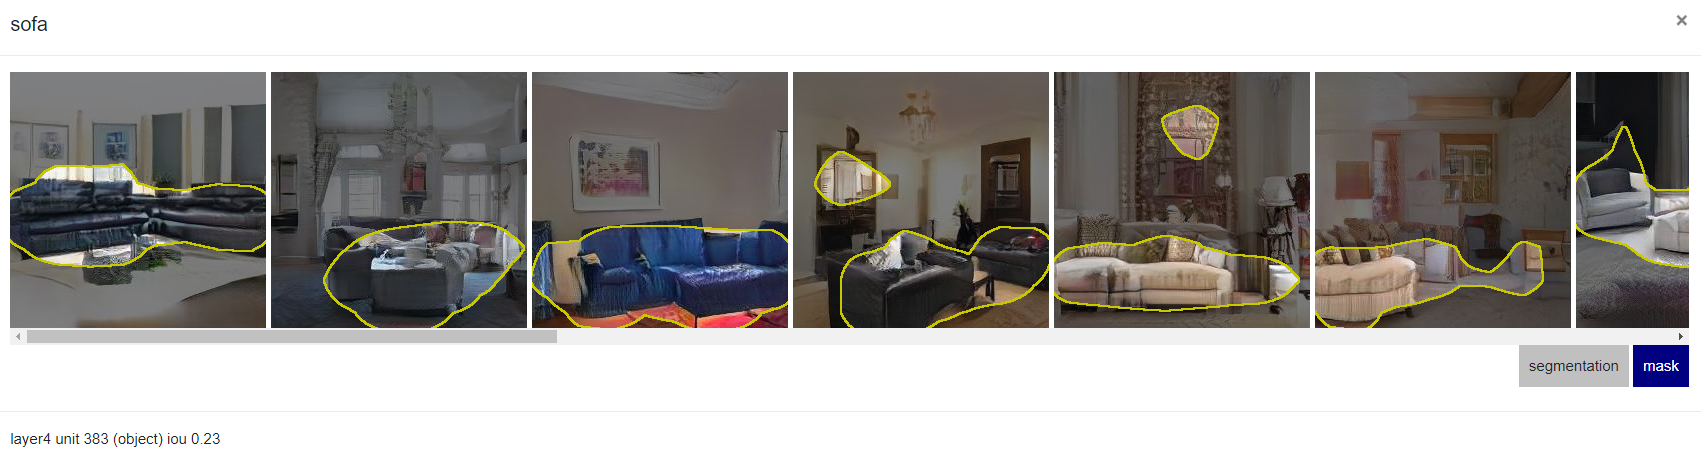 sofa
×
segmentation
mask
layer4 unit 383 (object) iou 0.23